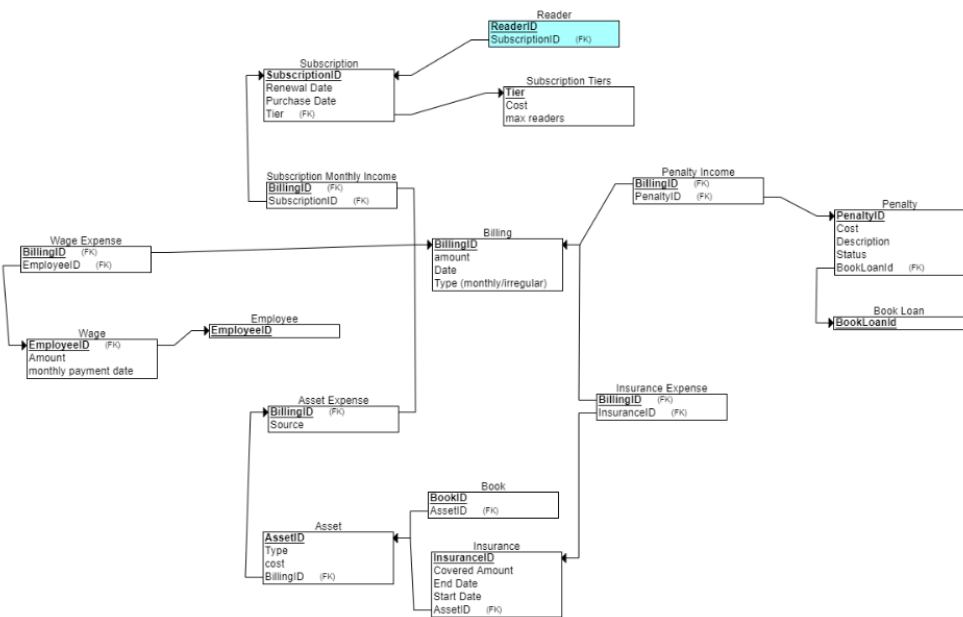 Reader
ReaderID
SubscriptionID (FK)
Subscription
SubscriptionID
Renewal Date
Purchase Date
Tier (FK)
Subscription Tiers
Tier
Cost
max readers
Subscription Monthly Income
BillingID (FK)
SubscriptionID (FK)
Penalty Income
BillingID (FK)
PenaltyID (FK)
Penalty
PenaltyID
Cost
Description
Status
BookLoanId (FK)
Wage Expense
BillingID (FK)
EmployeeID (FK)
Billing
BillingID
amount
Date
Type (monthly/irregular)
Book Loan
BookLoanId
Employee
EmployeeID
Wage
EmployeeID (FK)
Amount
monthly payment date
Asset Expense
BillingID (FK)
Source
Insurance Expense
BillingID (FK)
InsuranceID (FK)
Book
BookID
AssetID (FK)
Asset
AssetID
Type
cost
BillingID (FK)
Insurance
InsuranceID
Covered Amount
End Date
Start Date
AssetID (FK)